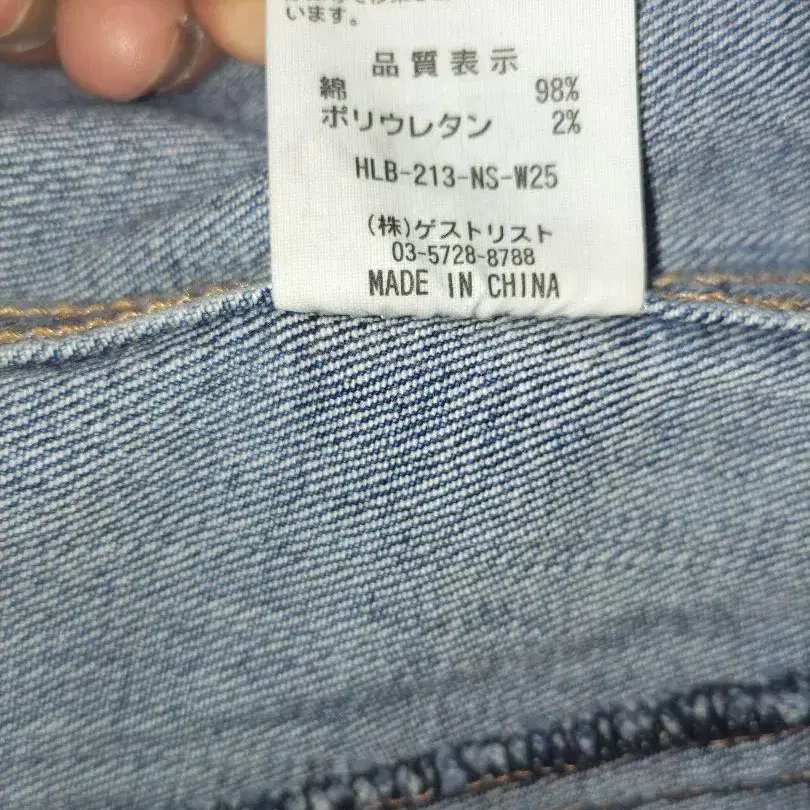 います。
品質表示
綿 98%
ポリウレタン 2%
HLB-213-NS-W25
(株)ゲストリスト
03-5728-8788
MADE IN CHINA